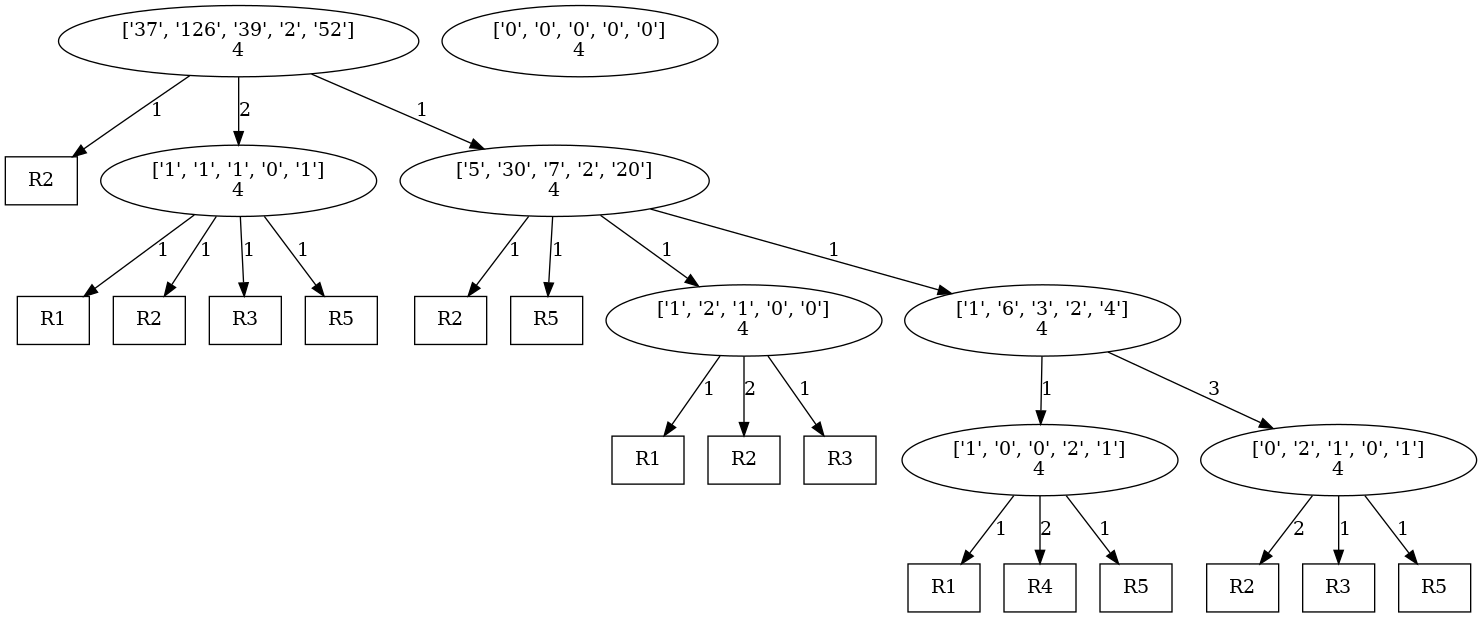 ['37', '126', '39', '2', '52']
4
['0', '0', '0', '0', '0']
4
1
2
1
R2
['1', '1', '1', '0', '1']
4
['5', '30', '7', '2', '20']
4
1
1
1
1
1
1
1
1
R1
R2
R3
R5
R2
R5
['1', '2', '1', '0', '0']
4
['1', '6', '3', '2', '4']
4
1
2
1
1
3
R1
R2
R3
['1', '0', '0', '2', '1']
4
['0', '2', '1', '0', '1']
4
1
2
1
2
1
1
R1
R4
R5
R2
R3
R5